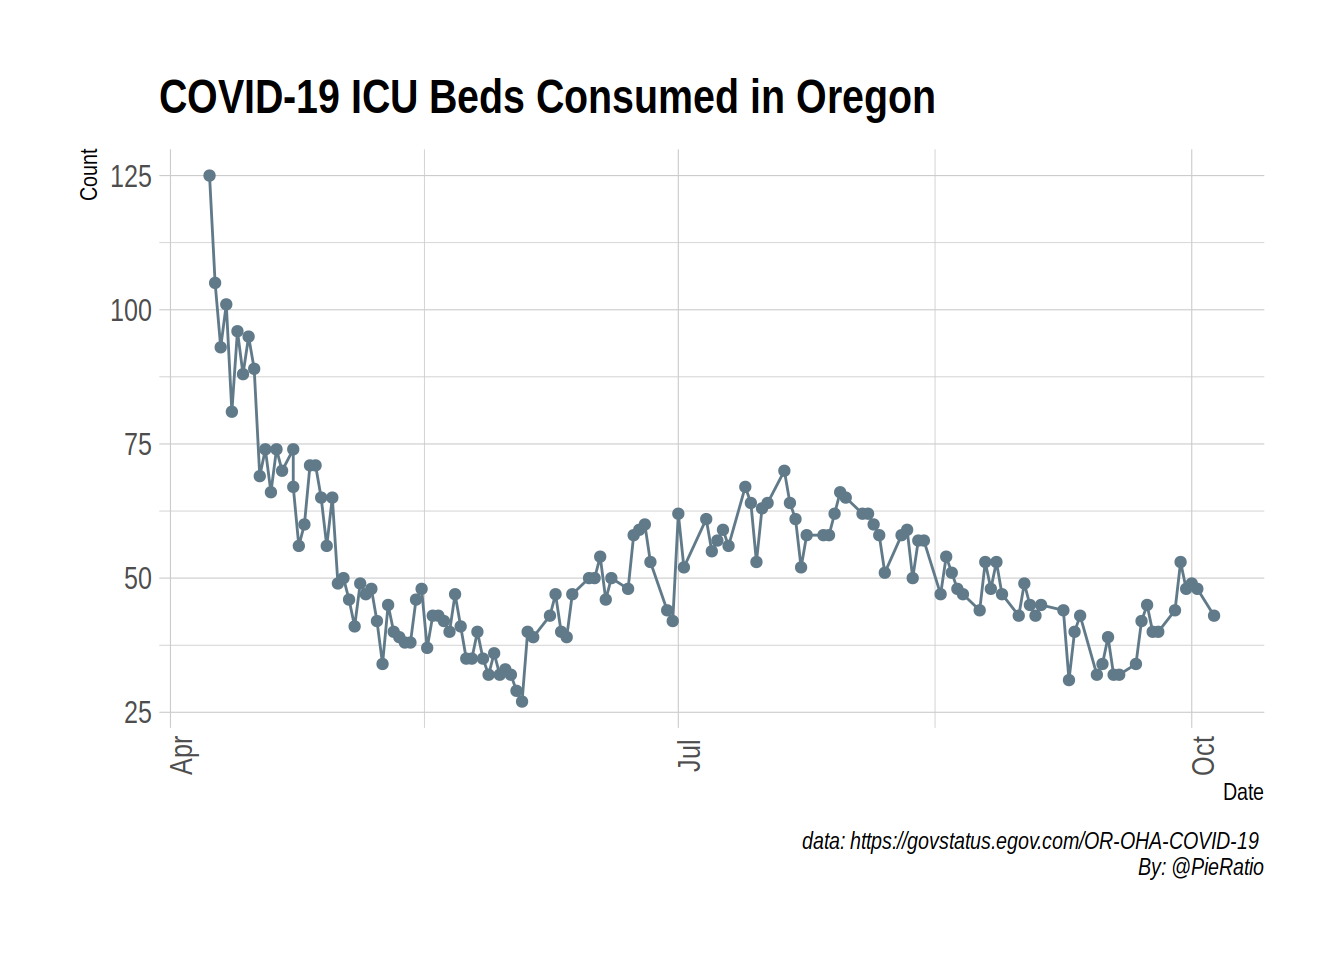 COVID-19 ICU Beds Consumed in Oregon
Count
125
100
75
50
25
Apr
Jul
Oct
Date
data: https://govstatus.egov.com/OR-OHA-COVID-19
By: @PieRatio